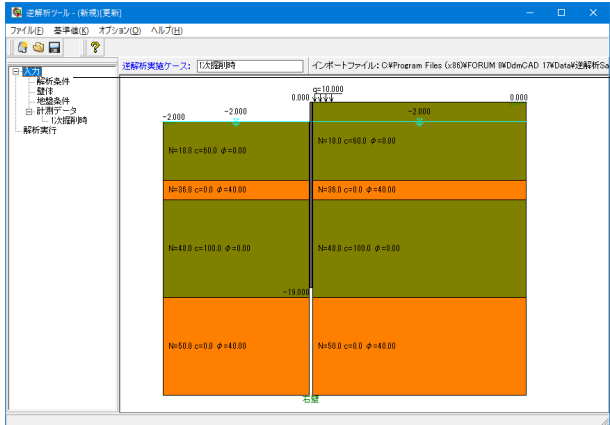 逆解析ツール - (新規)[更新]
ファイル(F) 基準値(K) オプション(O) ヘルプ(H)
逆解析実施ケース: 1次掘削時 インポートファイル: C:¥Program Files (x86)¥FORUM 8¥DdmCAD 17¥Data¥逆解析Sa
入力
解析条件
壁体
地盤条件
計測データ
1次掘削時
解析実行
q=10.000
0.000 0.000
-2.000 -2.000 -2.000
N=18.0 c=60.0 φ=0.00 N=18.0 c=60.0 φ=0.00
N=36.0 c=0.0 φ=40.00 N=36.0 c=0.0 φ=40.00
N=40.0 c=100.0 φ=0.00 N=40.0 c=100.0 φ=0.00
-19.000
N=50.0 c=0.0 φ=40.00 N=50.0 c=0.0 φ=40.00
右壁